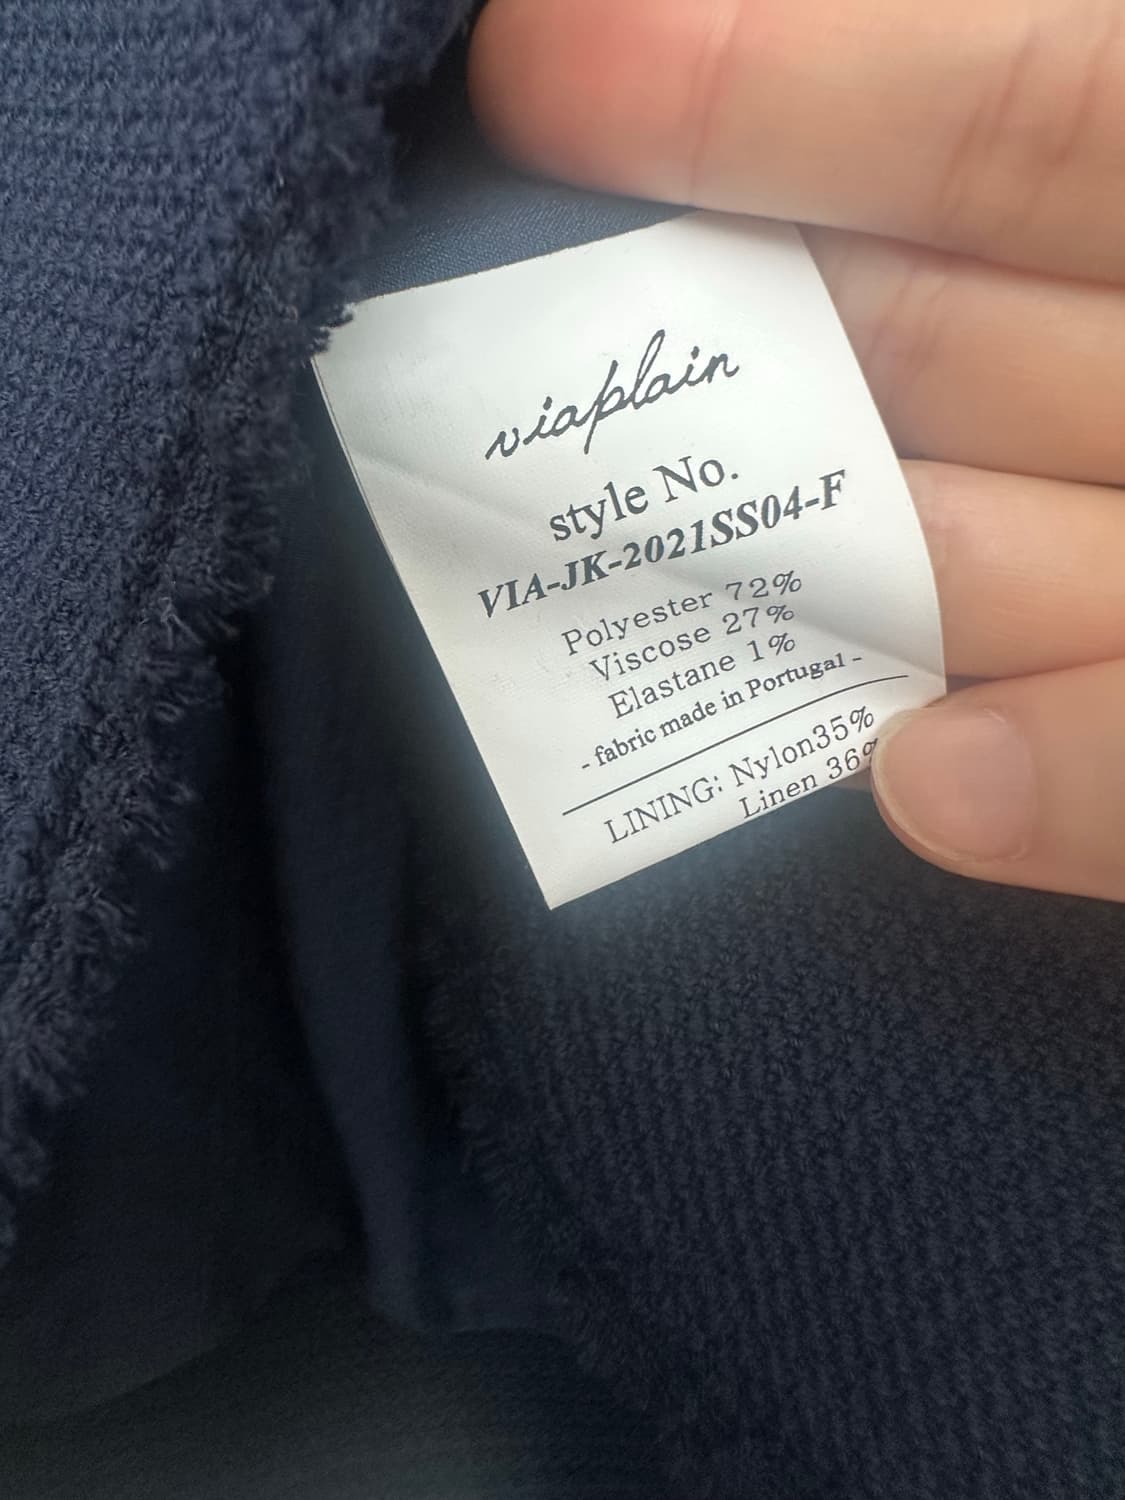 viaplain
style No.
VIA-JK-2021SS04-F
Polyester 72%
Viscose 27%
Elastane 1%
- fabric made in Portugal -
LINING: Nylon35%
Linen 36%